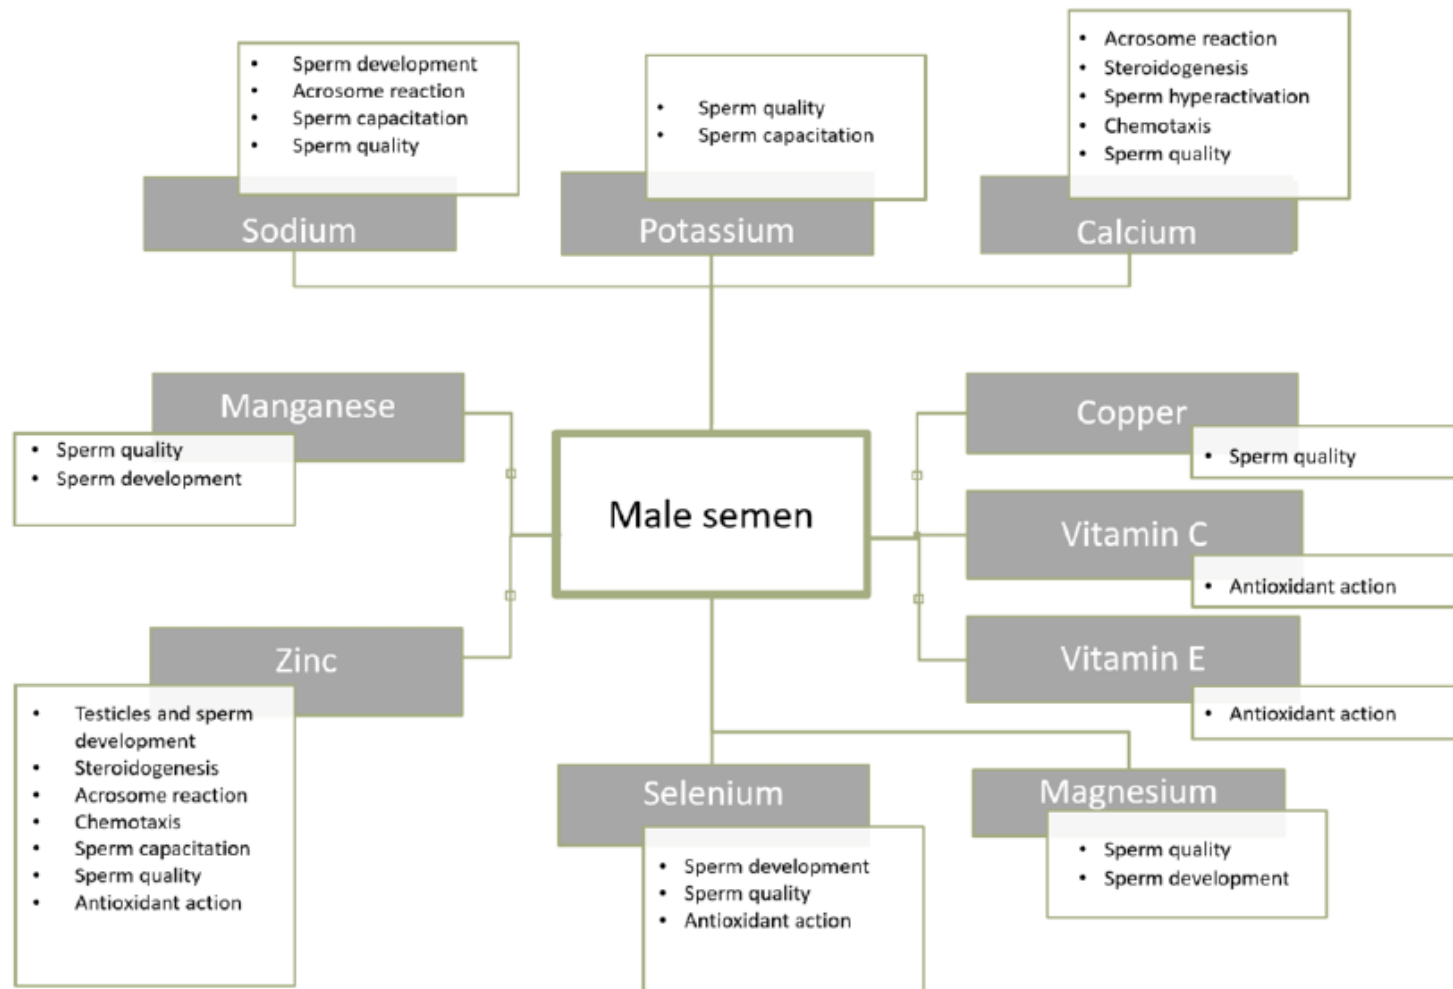 • Sperm development
• Acrosome reaction
• Sperm capacitation
• Sperm quality
Sodium
• Sperm quality
• Sperm capacitation
Potassium
• Acrosome reaction
• Steroidogenesis
• Sperm hyperactivation
• Chemotaxis
• Sperm quality
Calcium
Manganese
• Sperm quality
• Sperm development
Copper
• Sperm quality
Male semen
Vitamin C
• Antioxidant action
Zinc
• Testicles and sperm
development
• Steroidogenesis
• Acrosome reaction
• Chemotaxis
• Sperm capacitation
• Sperm quality
• Antioxidant action
Vitamin E
• Antioxidant action
Selenium
• Sperm development
• Sperm quality
• Antioxidant action
Magnesium
• Sperm quality
• Sperm development